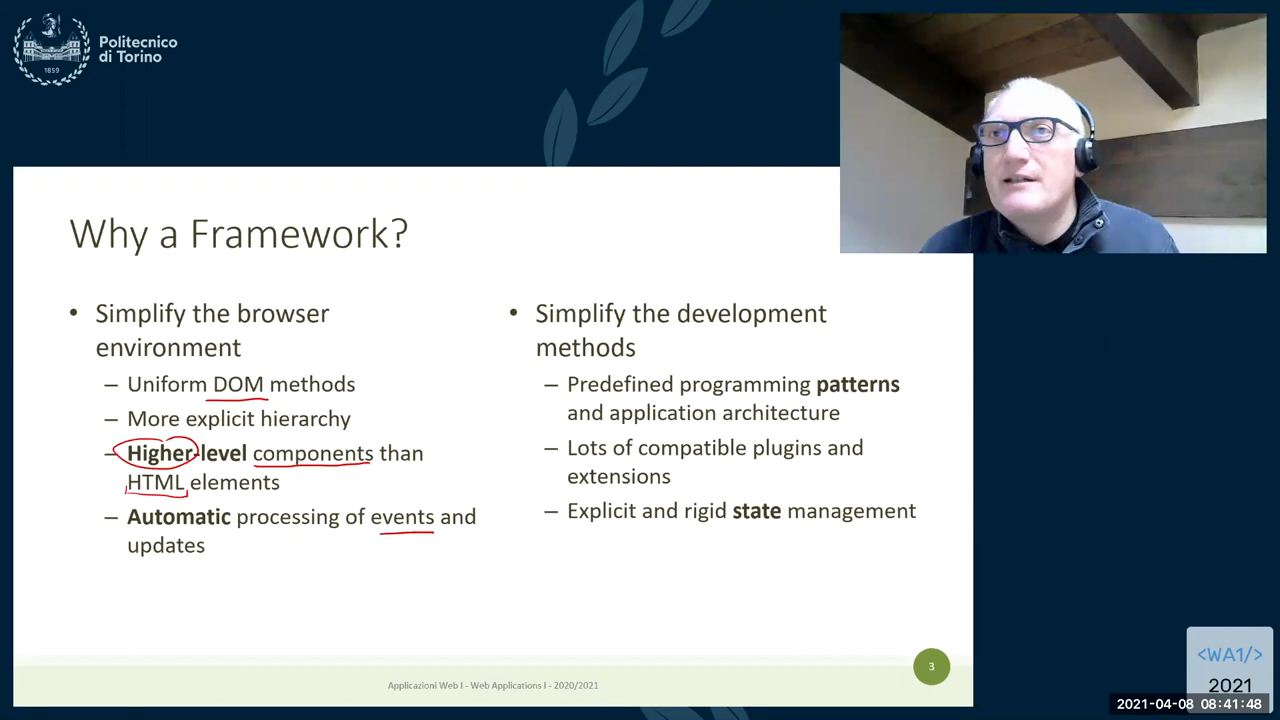 Politecnico
di Torino
1859
Why a Framework?
• Simplify the browser
environment
– Uniform DOM methods
– More explicit hierarchy
– Higher-level components than
HTML elements
– Automatic processing of events and
updates
• Simplify the development
methods
– Predefined programming patterns
and application architecture
– Lots of compatible plugins and
extensions
– Explicit and rigid state management
Applicazioni Web I - Web Applications I - 2020/2021
3
<WA1/>
2021
2021-04-08 08:41:48